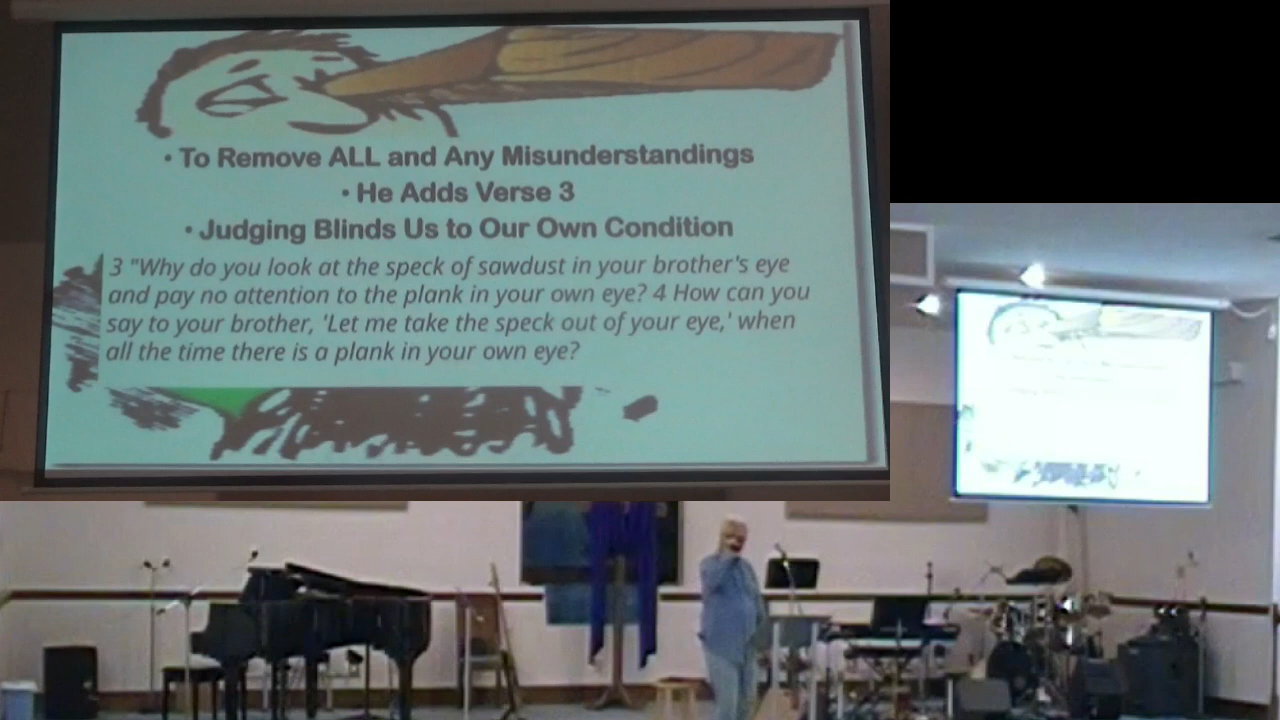 • To Remove ALL and Any Misunderstandings
• He Adds Verse 3
• Judging Blinds Us to Our Own Condition
3 "Why do you look at the speck of sawdust in your brother's eye
and pay no attention to the plank in your own eye? 4 How can you
say to your brother, 'Let me take the speck out of your eye,' when
all the time there is a plank in your own eye?